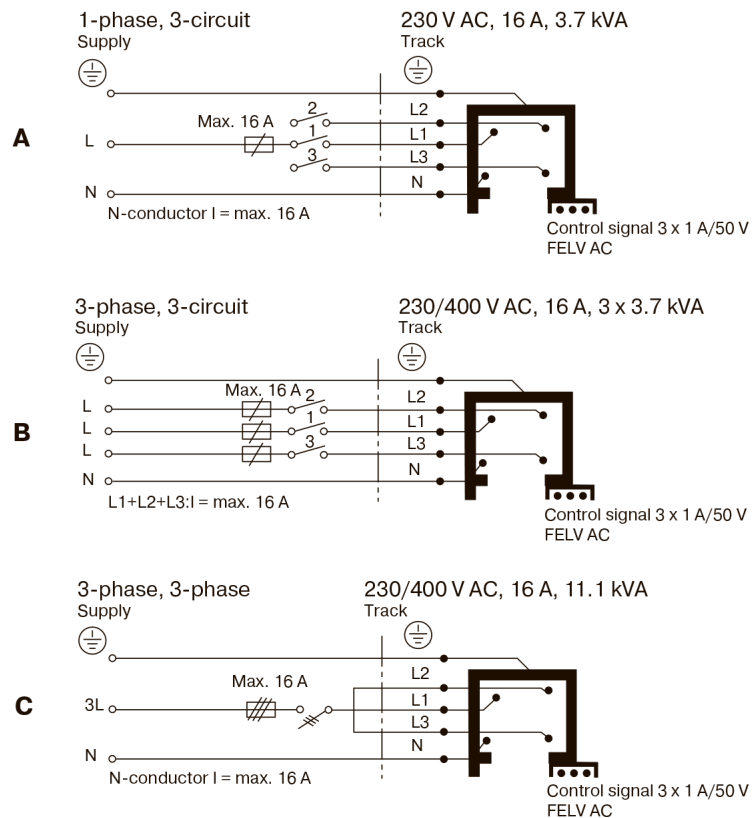 1-phase, 3-circuit
Supply
230 V AC, 16 A, 3.7 kVA
Track
A
Max. 16 A
2
L2
L
1
L1
3
L3
N
N
N-conductor I = max. 16 A
Control signal 3 x 1 A/50 V
FELV AC
3-phase, 3-circuit
Supply
230/400 V AC, 16 A, 3 x 3.7 kVA
Track
B
Max. 16 A
2
L
L2
L
1
L1
L
3
L3
N
N
L1+L2+L3:I = max. 16 A
Control signal 3 x 1 A/50 V
FELV AC
3-phase, 3-phase
Supply
230/400 V AC, 16 A, 11.1 kVA
Track
C
Max. 16 A
L2
3L
L1
L3
N
N
N-conductor I = max. 16 A
Control signal 3 x 1 A/50 V
FELV AC